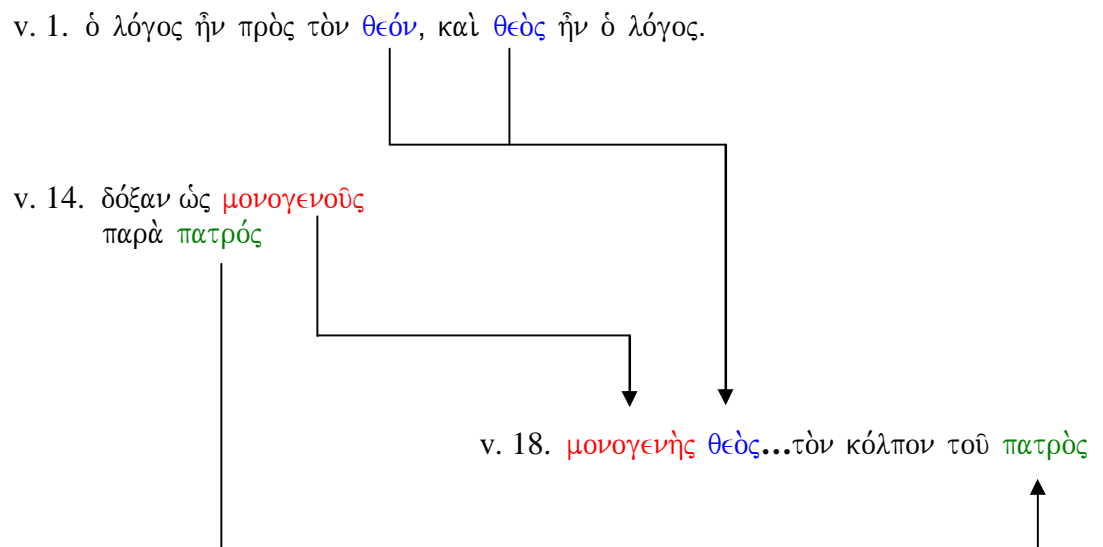 v. 1. ὁ λόγος ἦν πρὸς τὸν θεόν, καὶ θεὸς ἦν ὁ λόγος.
v. 14. δόξαν ὡς μονογενοῦς
παρὰ πατρός
v. 18. μονογενὴς θεὸς...τὸν κόλπον τοῦ πατρὸς